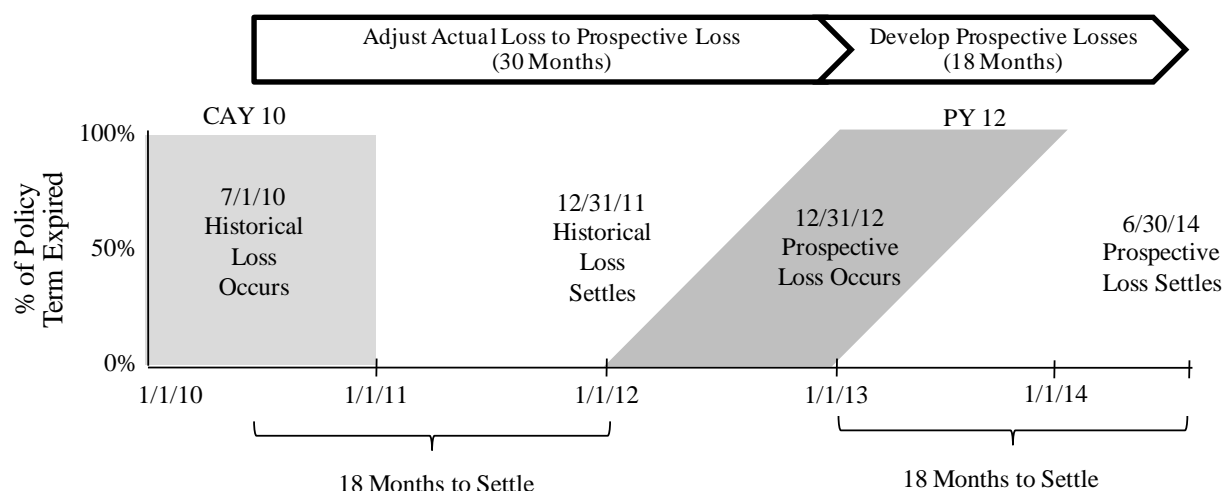 Adjust Actual Loss to Prospective Loss
(30 Months)
Develop Prospective Losses
(18 Months)
CAY 10
PY 12
100%
50%
0%
% of Policy
Term Expired
7/1/10
Historical
Loss
Occurs
12/31/11
Historical
Loss
Settles
12/31/12
Prospective
Loss Occurs
6/30/14
Prospective
Loss Settles
1/1/10
1/1/11
1/1/12
1/1/13
1/1/14
18 Months to Settle
18 Months to Settle